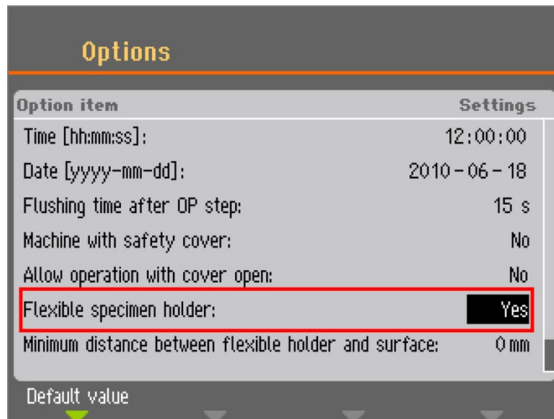 Options
Option item Settings
Time [hh:mm:ss]: 12:00:00
Date [yyyy-mm-dd]: 2010-06-18
Flushing time after OP step: 15 s
Machine with safety cover: No
Allow operation with cover open: No
Flexible specimen holder: Yes
Minimum distance between flexible holder and surface: 0 mm
Default value